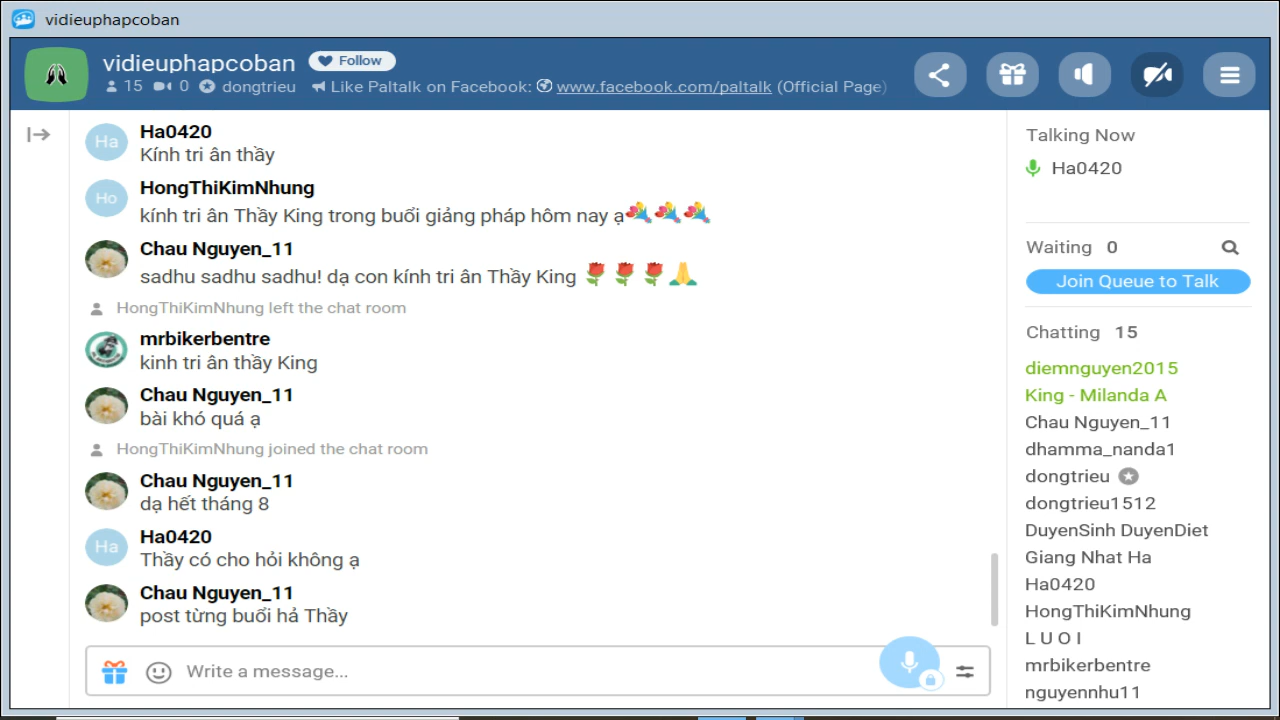 vidieuphapcoban
vidieuphapcoban Follow
15 0 dongtrieu Like Paltalk on Facebook: www.facebook.com/paltalk (Official Page)
Ha
Ha0420
Kính tri ân thầy
Ho
HongThiKimNhung
kính tri ân Thầy King trong buổi giảng pháp hôm nay ạ
Chau Nguyen_11
sadhu sadhu sadhu! dạ con kính tri ân Thầy King
HongThiKimNhung left the chat room
mrbikerbentre
kinh tri ân thầy King
Chau Nguyen_11
bài khó quá ạ
HongThiKimNhung joined the chat room
Chau Nguyen_11
dạ hết tháng 8
Ha
Ha0420
Thầy có cho hỏi không ạ
Chau Nguyen_11
post từng buổi hả Thầy
Write a message...
Talking Now
Ha0420
Waiting 0
Join Queue to Talk
Chatting 15
diemnguyen2015
King - Milanda A
Chau Nguyen_11
dhamma_nanda1
dongtrieu
dongtrieu1512
DuyenSinh DuyenDiet
Giang Nhat Ha
Ha0420
HongThiKimNhung
L U O I
mrbikerbentre
nguyennhu11